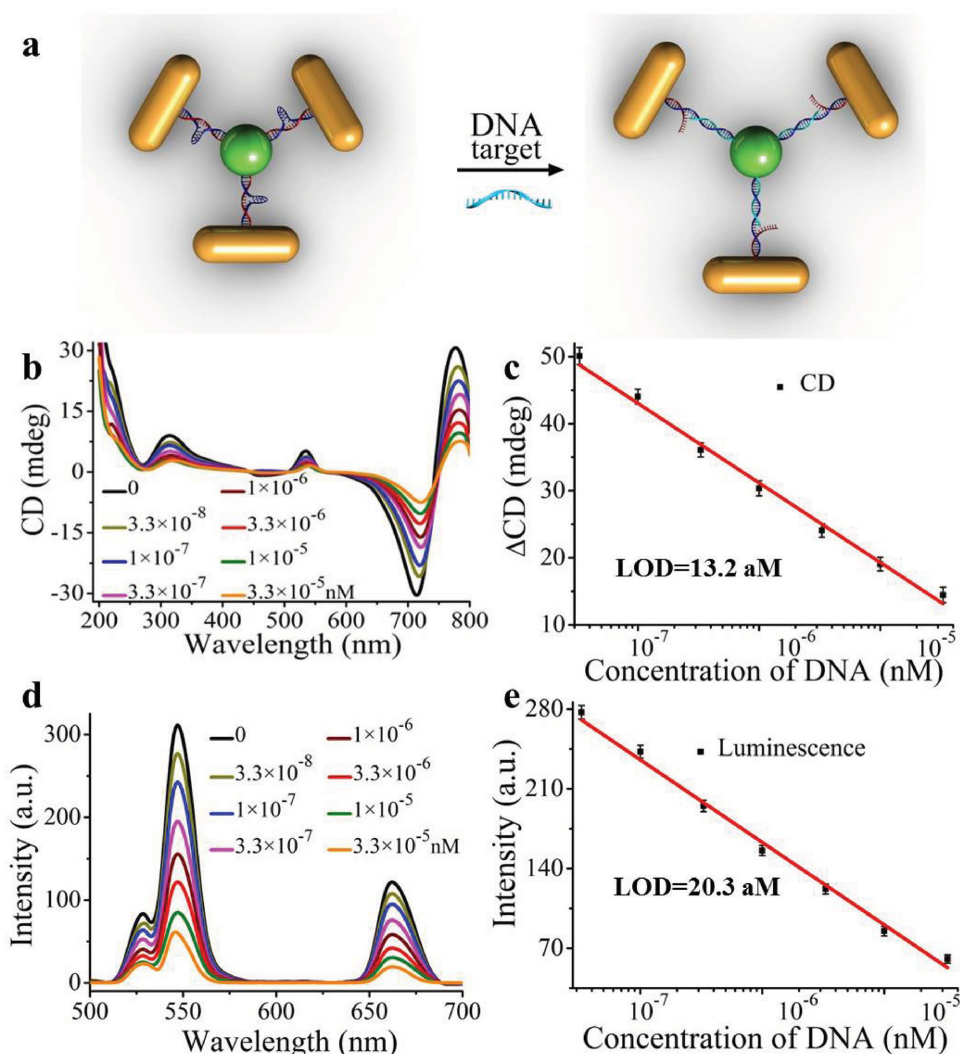 a
DNA
target
b
30
15
0
-15
-30
CD (mdeg)
0
3.3×10⁻⁸
1×10⁻⁷
3.3×10⁻⁷
1×10⁻⁶
3.3×10⁻⁶
1×10⁻⁵
3.3×10⁻⁵nM
200 300 400 500 600 700 800
Wavelength (nm)
c
50
40
30
20
10
ΔCD (mdeg)
CD
LOD=13.2 aM
10⁻⁷ 10⁻⁶ 10⁻⁵
Concentration of DNA (nM)
d
300
200
100
0
Intensity (a.u.)
0
3.3×10⁻⁸
1×10⁻⁷
3.3×10⁻⁷
1×10⁻⁶
3.3×10⁻⁶
1×10⁻⁵
3.3×10⁻⁵nM
500 550 600 650 700
Wavelength (nm)
e
280
210
140
70
Intensity (a.u.)
Luminescence
LOD=20.3 aM
10⁻⁷ 10⁻⁶ 10⁻⁵
Concentration of DNA (nM)